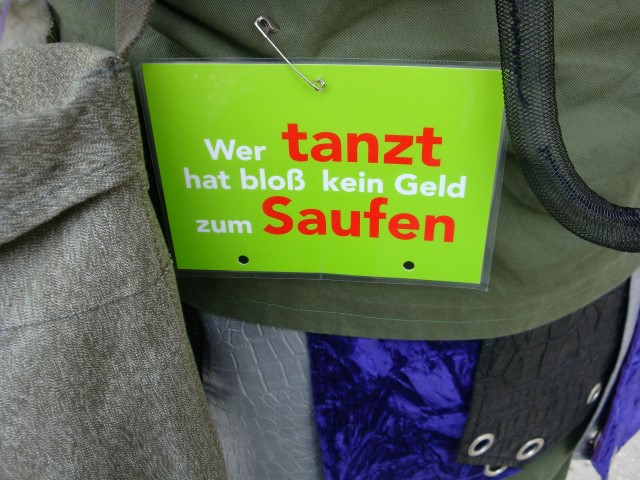 Wer tanzt
hat bloß kein Geld
zum Saufen